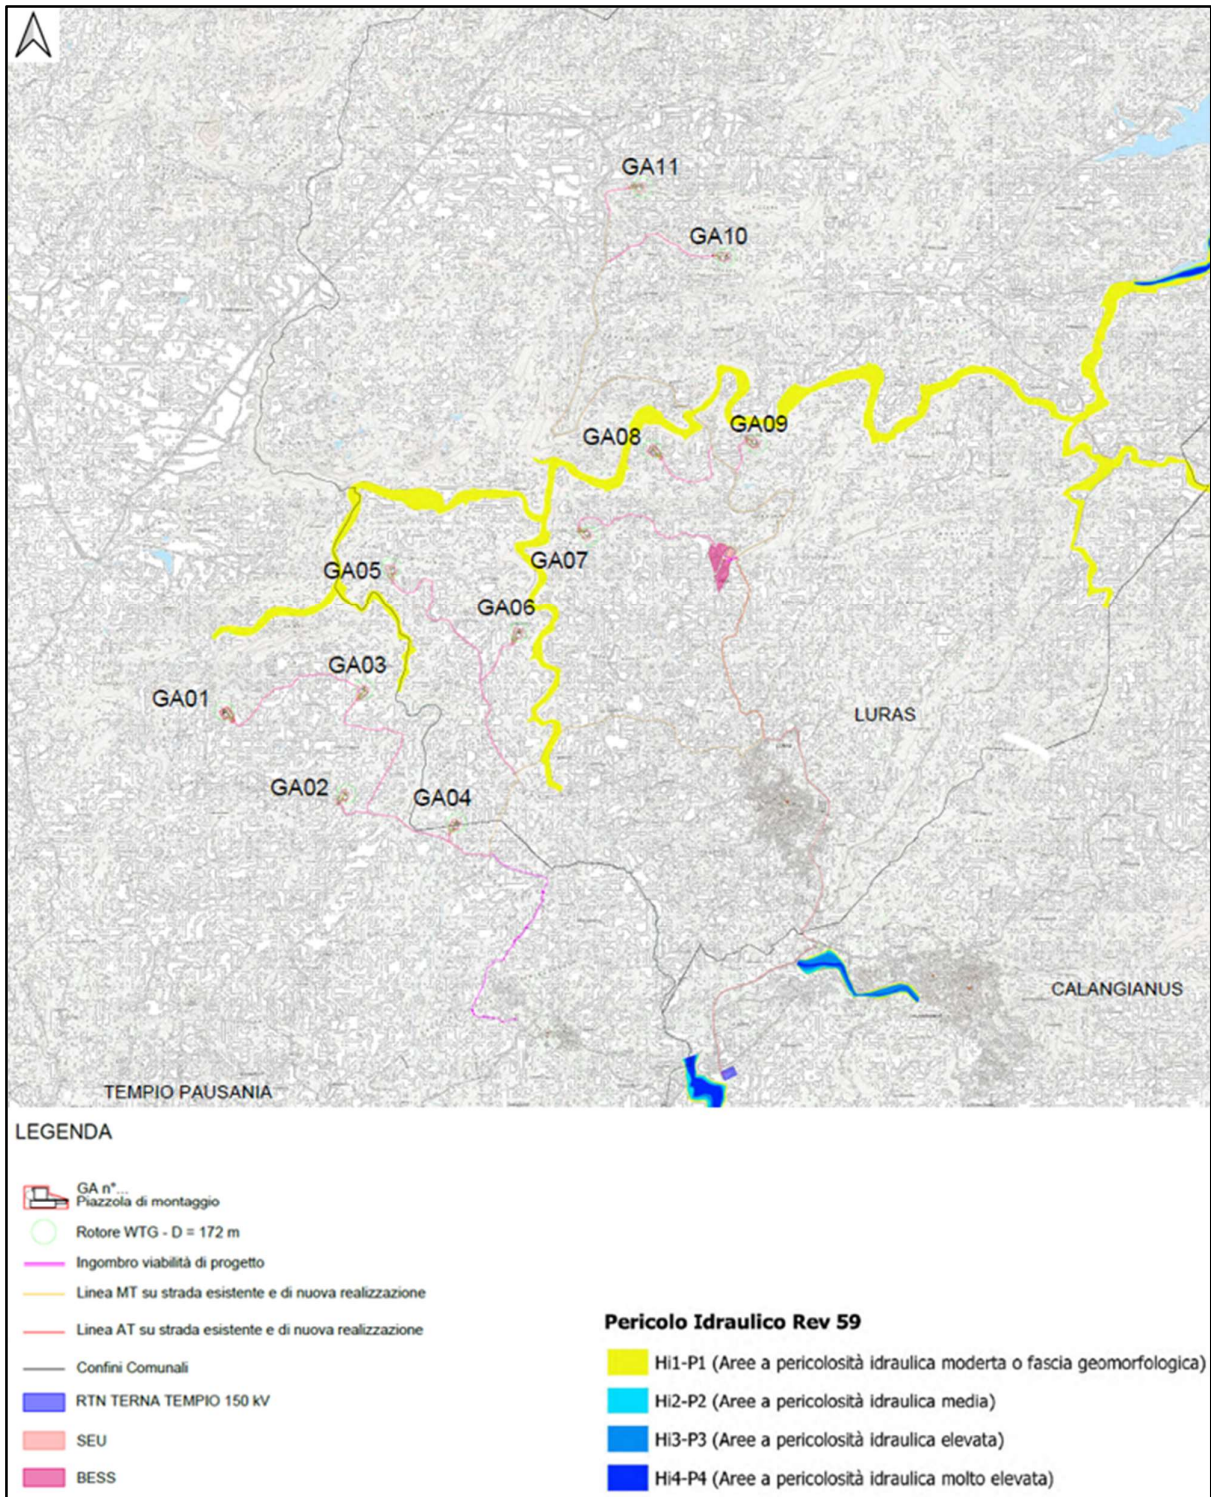 GA11
GA10
GA08
GA09
GA07
GA05
GA06
GA03
GA01
LURAS
GA02
GA04
CALANGIANUS
TEMPIO PAUSANIA
LEGENDA
GA n°...
Piazzola di montaggio
Rotore WTG - D = 172 m
Ingombro viabilità di progetto
Linea MT su strada esistente e di nuova realizzazione
Linea AT su strada esistente e di nuova realizzazione
Confini Comunali
RTN TERNA TEMPIO 150 kV
SEU
BESS
Pericolo Idraulico Rev 59
Hi1-P1 (Aree a pericolosità idraulica moderta o fascia geomorfologica)
Hi2-P2 (Aree a pericolosità idraulica media)
Hi3-P3 (Aree a pericolosità idraulica elevata)
Hi4-P4 (Aree a pericolosità idraulica molto elevata)